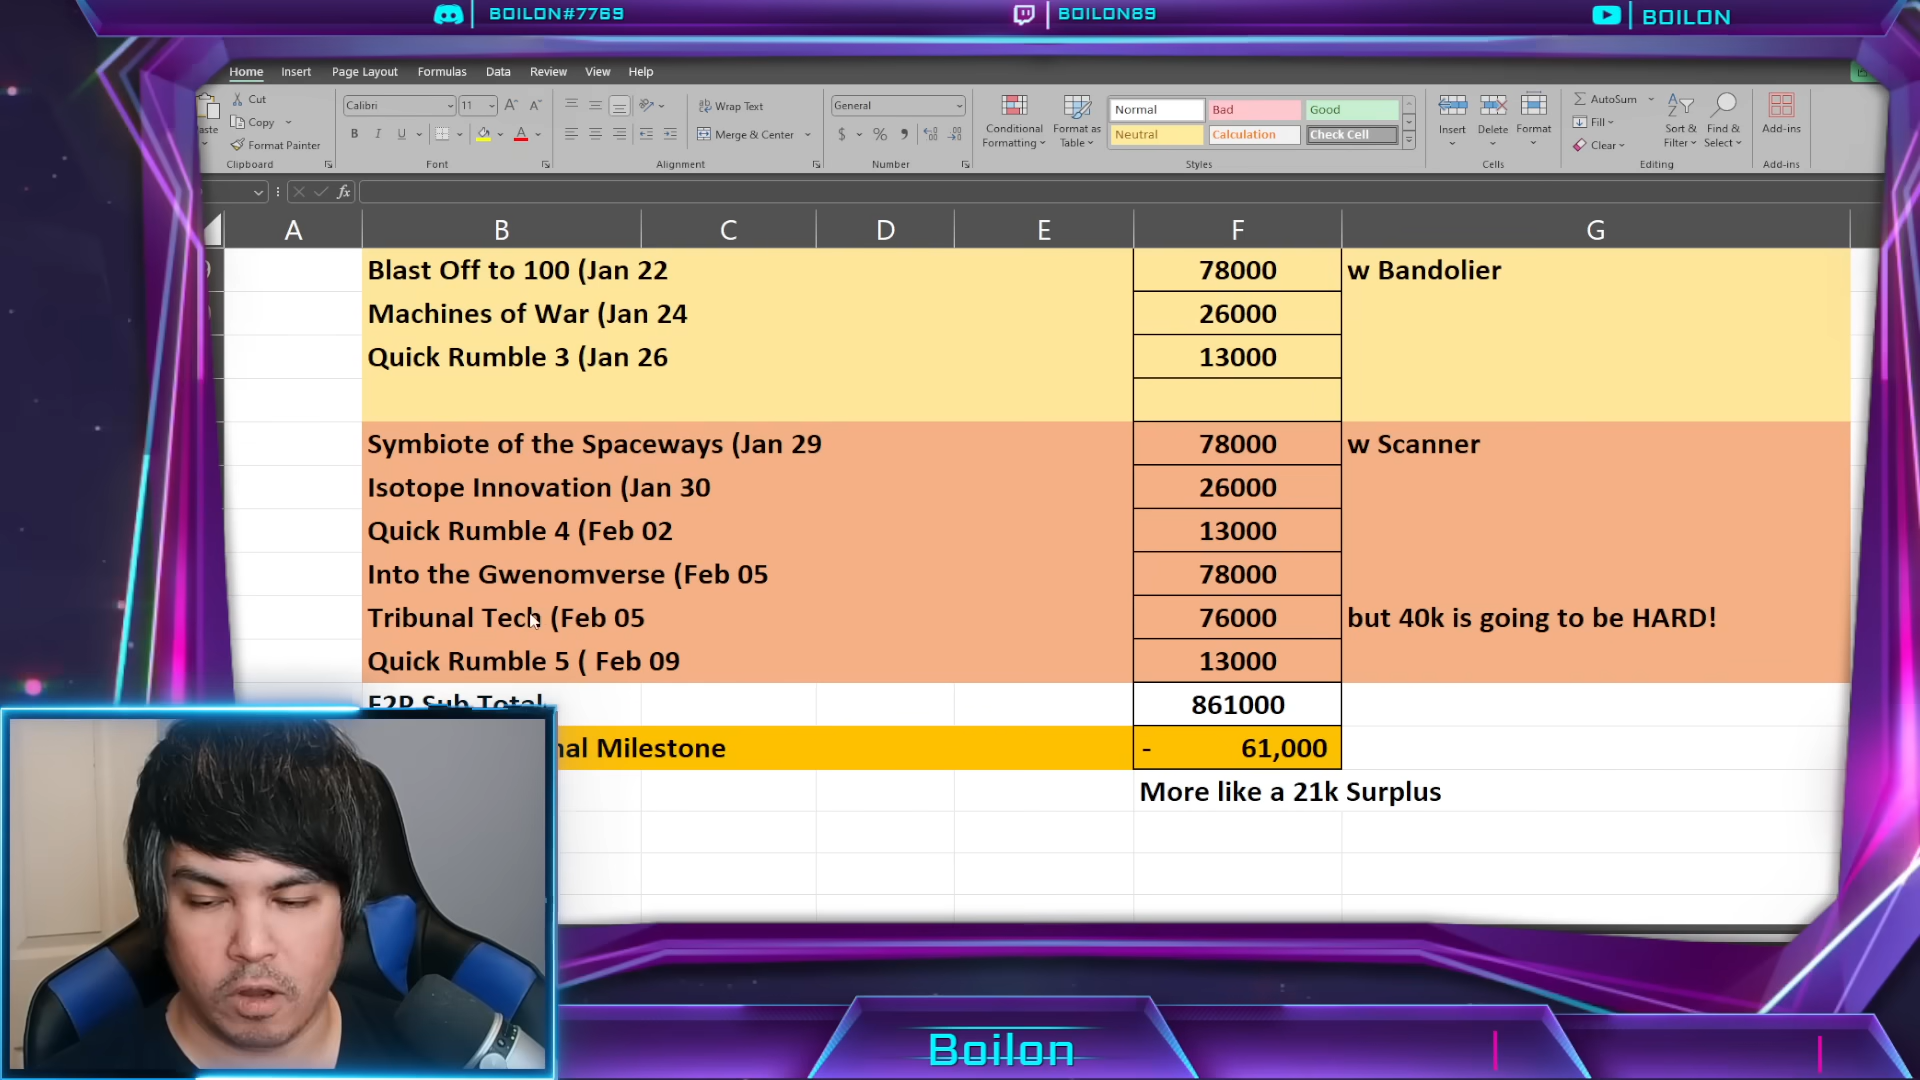 BOILON#7769
BOILON89
BOILON
Home Insert Page Layout Formulas Data Review View Help
Cut
Copy
Format Painter
Clipboard
Calibri 11
B I U
Font
Wrap Text
Merge & Center
Alignment
General
$ %
Number
Conditional Formatting
Format as Table
Normal Bad Good
Neutral Calculation Check Cell
Styles
Insert Delete Format
Cells
AutoSum
Fill
Clear
Sort & Filter
Find & Select
Editing
Add-ins
Add-ins
fx
A B C D E F G
Blast Off to 100 (Jan 22 78000 w Bandolier
Machines of War (Jan 24 26000
Quick Rumble 3 (Jan 26 13000
Symbiote of the Spaceways (Jan 29 78000 w Scanner
Isotope Innovation (Jan 30 26000
Quick Rumble 4 (Feb 02 13000
Into the Gwenomverse (Feb 05 78000
Tribunal Tech (Feb 05 76000 but 40k is going to be HARD!
Quick Rumble 5 ( Feb 09 13000
F2P Sub Total 861000
Milestone - 61,000
More like a 21k Surplus
Boilon